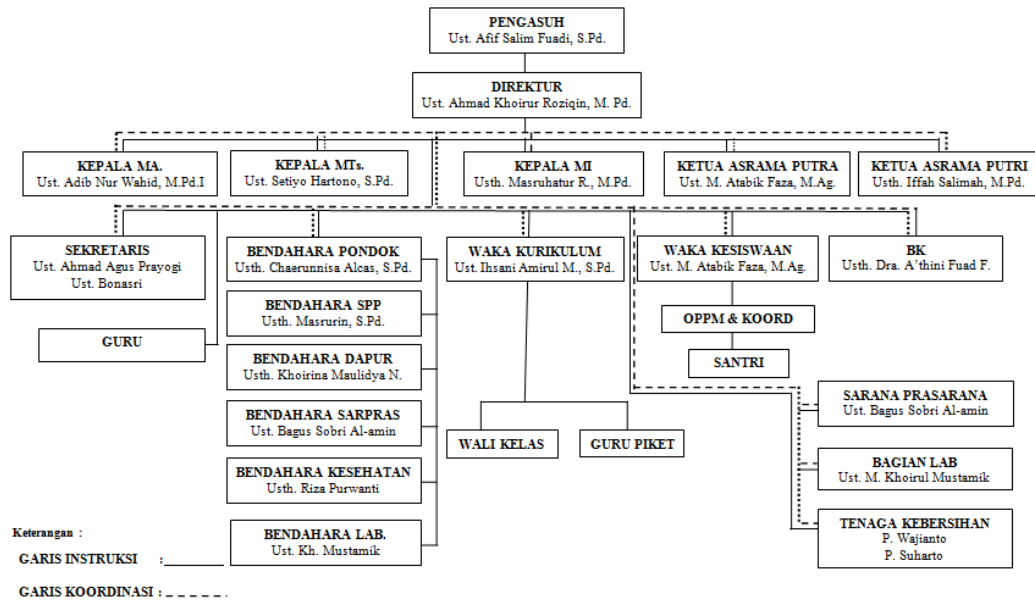 PENGASUH
Ust. Afif Salim Fuadi, S.Pd.
DIREKTUR
Ust. Ahmad Khoirur Roziqin, M. Pd.
KEPALA MA.
Ust. Adib Nur Wahid, M.Pd.I
KEPALA MTs.
Ust. Setiyo Hartono, S.Pd.
KEPALA MI
Usth. Masruhatur R., M.Pd.
KETUA ASRAMA PUTRA
Ust. M. Atabik Faza, M.Ag.
KETUA ASRAMA PUTRI
Usth. Iffah Salimah, M.Pd.
SEKRETARIS
Ust. Ahmad Agus Prayogi
Ust. Bonasri
BENDAHARA PONDOK
Usth. Chaerunnisa Alcas, S.Pd.
WAKA KURIKULUM
Ust. Ihsani Amirul M., S.Pd.
WAKA KESISWAAN
Ust. M. Atabik Faza, M.Ag.
BK
Usth. Dra. A’thini Fuad F.
GURU
BENDAHARA SPP
Usth. Masrurin, S.Pd.
OPPM & KOORD
SANTRI
BENDAHARA DAPUR
Usth. Khoirina Maulidya N.
BENDAHARA SARPRAS
Ust. Bagus Sobri Al-amin
WALI KELAS
GURU PIKET
SARANA PRASARANA
Ust. Bagus Sobri Al-amin
BENDAHARA KESEHATAN
Usth. Riza Purwanti
BAGIAN LAB
Ust. M. Khoirul Mustamik
BENDAHARA LAB.
Ust. Kh. Mustamik
TENAGA KEBERSIHAN
P. Wajianto
P. Suharto
Keterangan :
GARIS INSTRUKSI :
GARIS KOORDINASI :